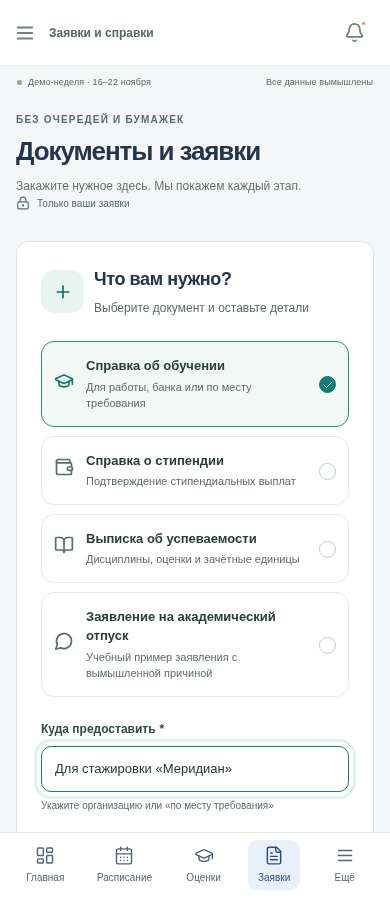 Заявки и справки
Демо-неделя · 16–22 ноября
Все данные вымышлены
БЕЗ ОЧЕРЕДЕЙ И БУМАЖЕК
Документы и заявки
Закажите нужное здесь. Мы покажем каждый этап.
Только ваши заявки
Что вам нужно?
Выберите документ и оставьте детали
Справка об обучении
Для работы, банка или по месту
требования
Справка о стипендии
Подтверждение стипендиальных выплат
Выписка об успеваемости
Дисциплины, оценки и зачётные единицы
Заявление на академический
отпуск
Учебный пример заявления с
вымышленной причиной
Куда предоставить *
Для стажировки «Меридиан»
Укажите организацию или «по месту требования»
Главная
Расписание
Оценки
Заявки
Ещё